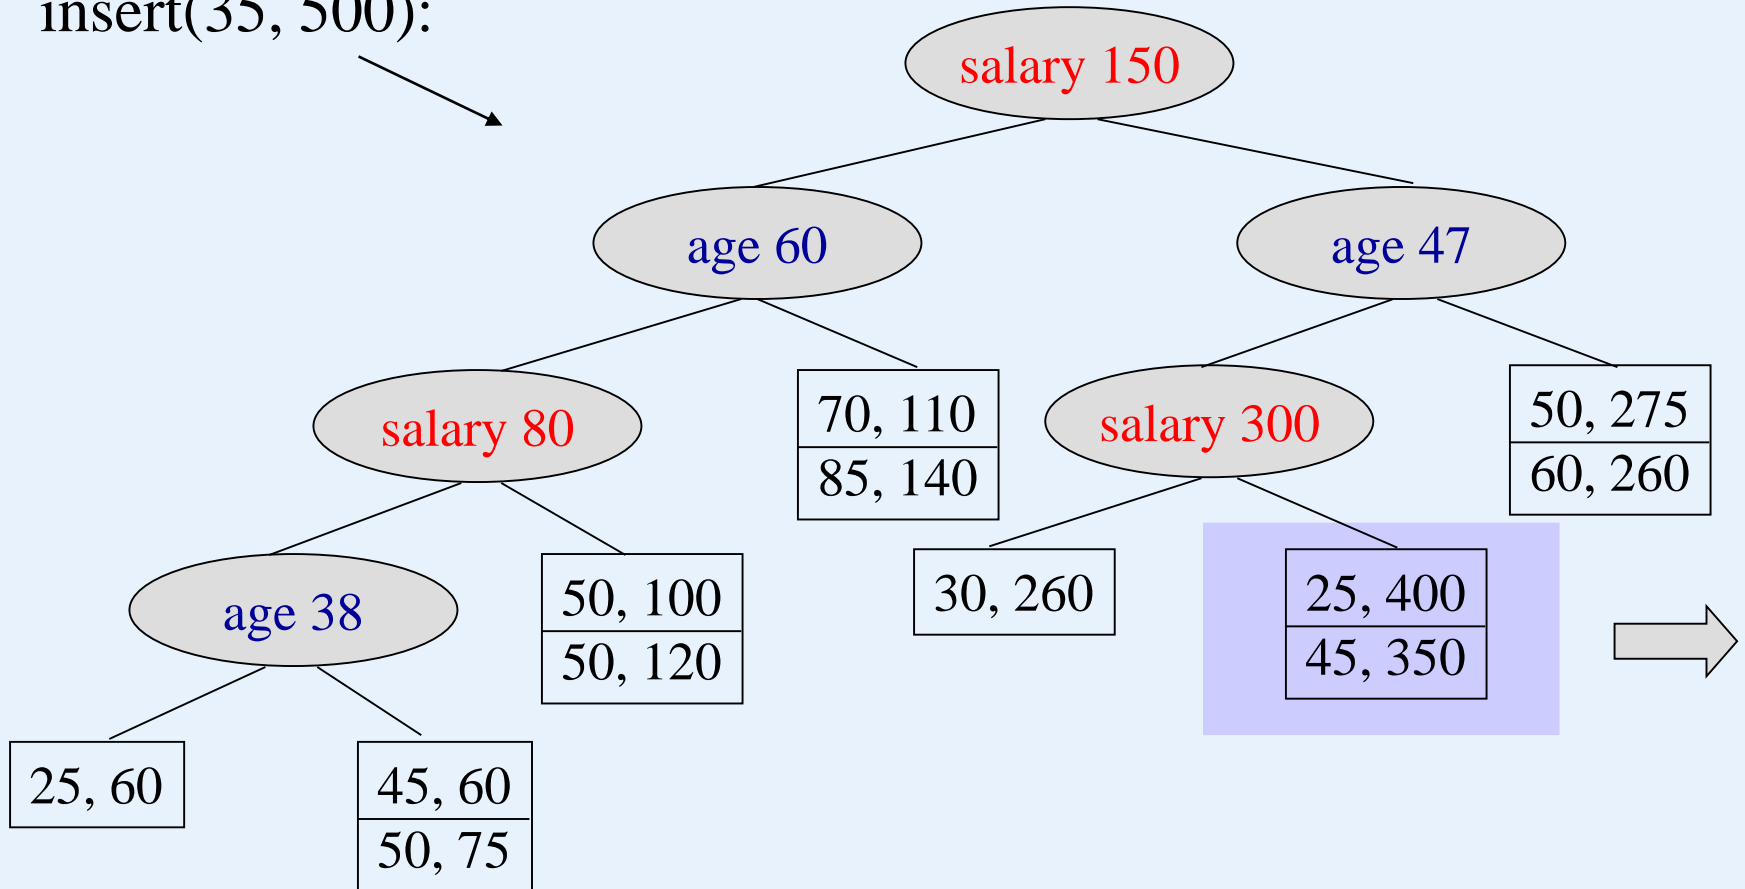 insert(35, 500):
salary 150
age 60
age 47
salary 80
70, 110
85, 140
salary 300
50, 275
60, 260
age 38
50, 100
50, 120
30, 260
25, 400
45, 350
25, 60
45, 60
50, 75